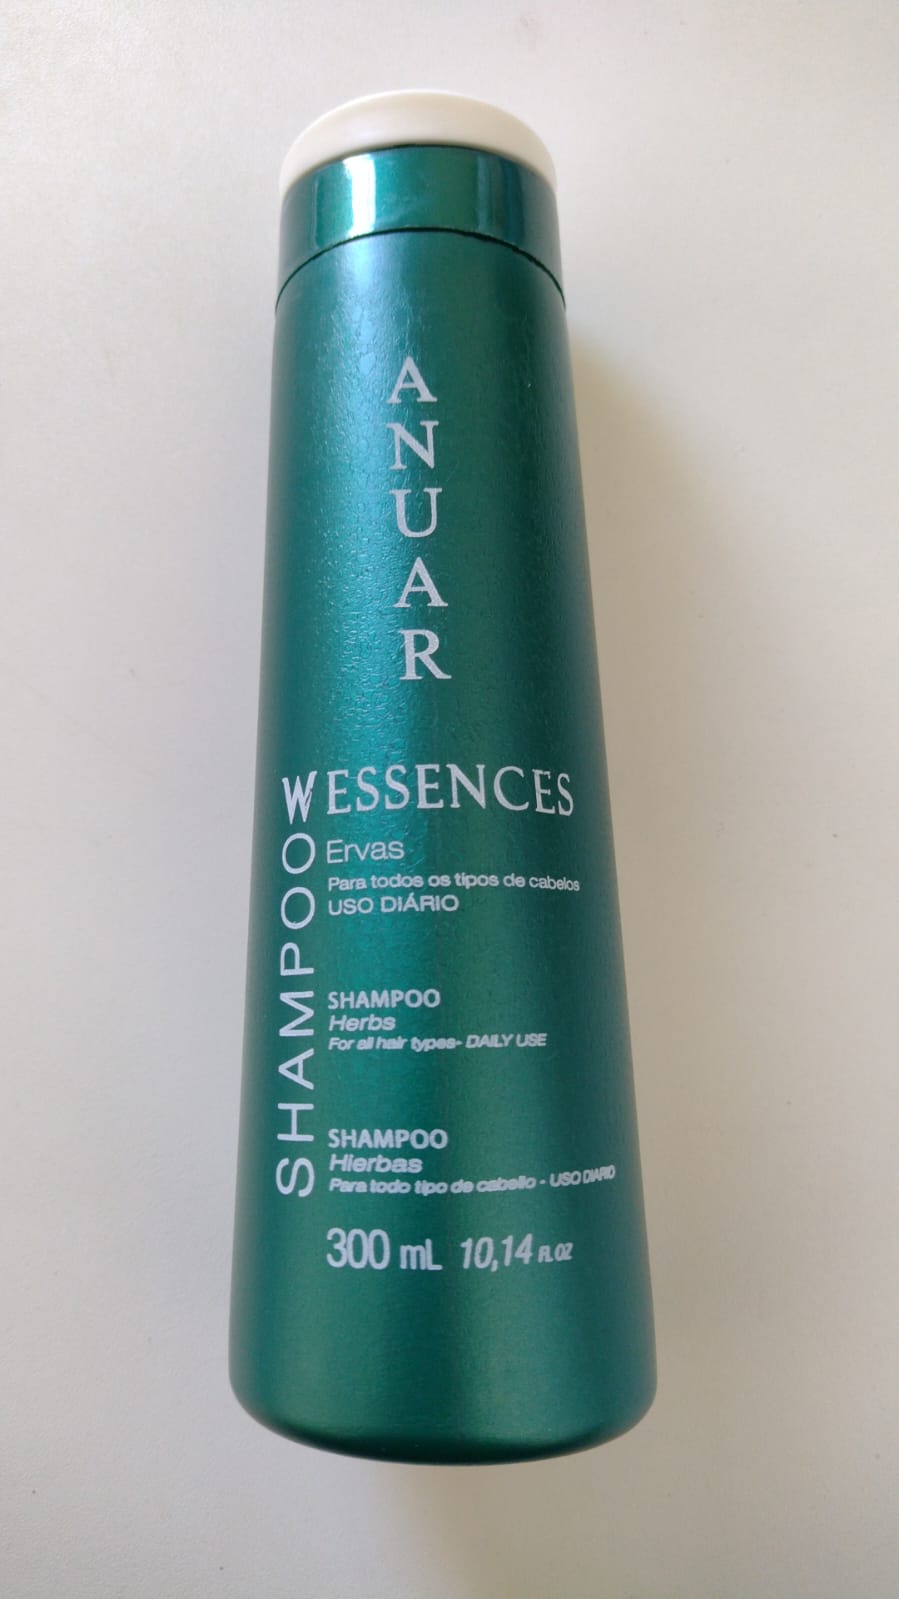 ANUAR
W ESSENCES
SHAMPOO
Ervas
Para todos os tipos de cabelos
USO DIÁRIO
SHAMPOO
Herbs
For all hair types- DAILY USE
SHAMPOO
Hierbas
Para todo tipo de cabello - USO DIARIO
300 mL 10,14 FL OZ